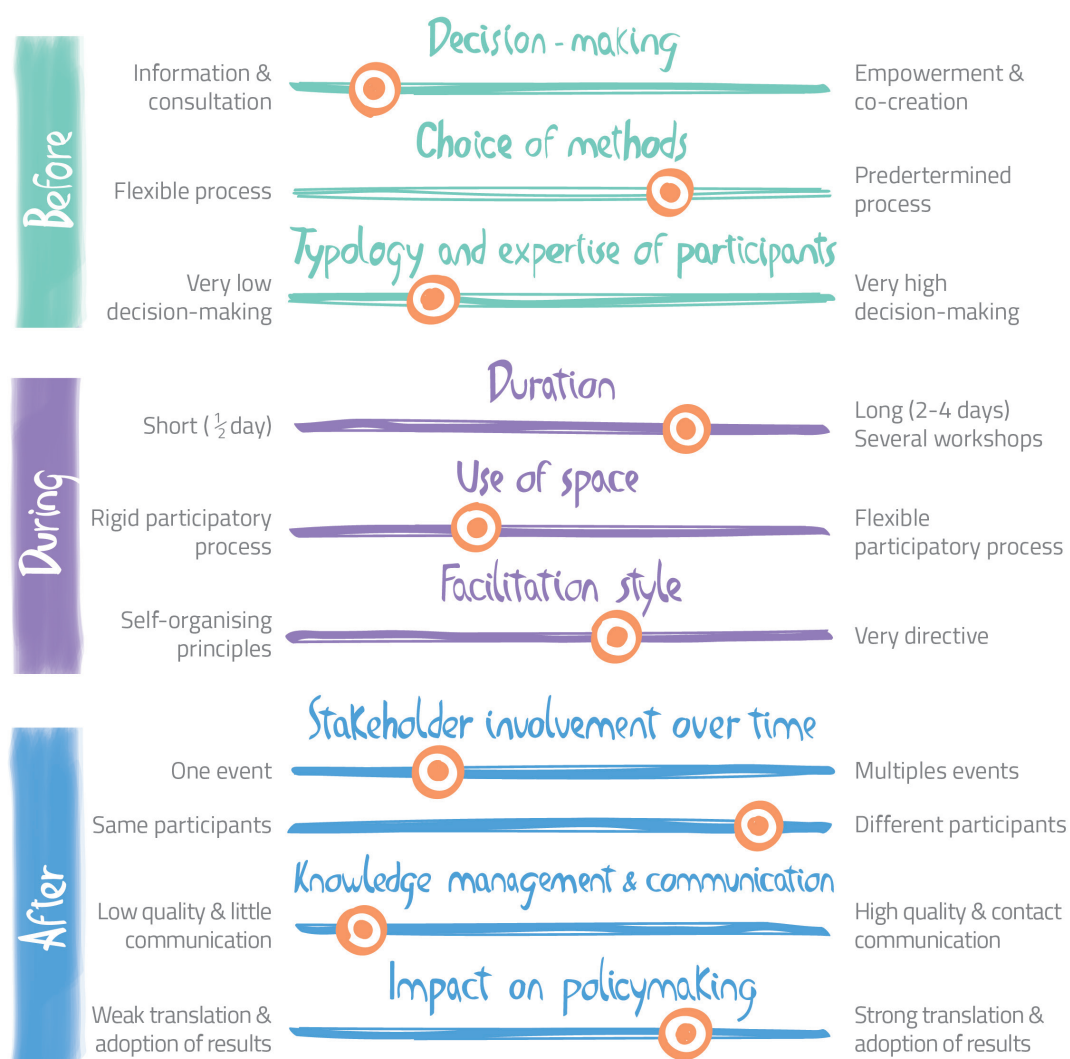 Before
Decision - making
Information &
consultation
Empowerment &
co-creation
Choice of methods
Flexible process
Predertermined
process
Typology and expertise of participants
Very low
decision-making
Very high
decision-making
During
Duration
Short (½ day)
Long (2-4 days)
Several workshops
Use of space
Rigid participatory
process
Flexible
participatory process
Facilitation style
Self-organising
principles
Very directive
After
Stakeholder involvement over time
One event
Multiples events
Same participants
Different participants
Knowledge management & communication
Low quality & little
communication
High quality & contact
communication
Impact on policymaking
Weak translation &
adoption of results
Strong translation &
adoption of results